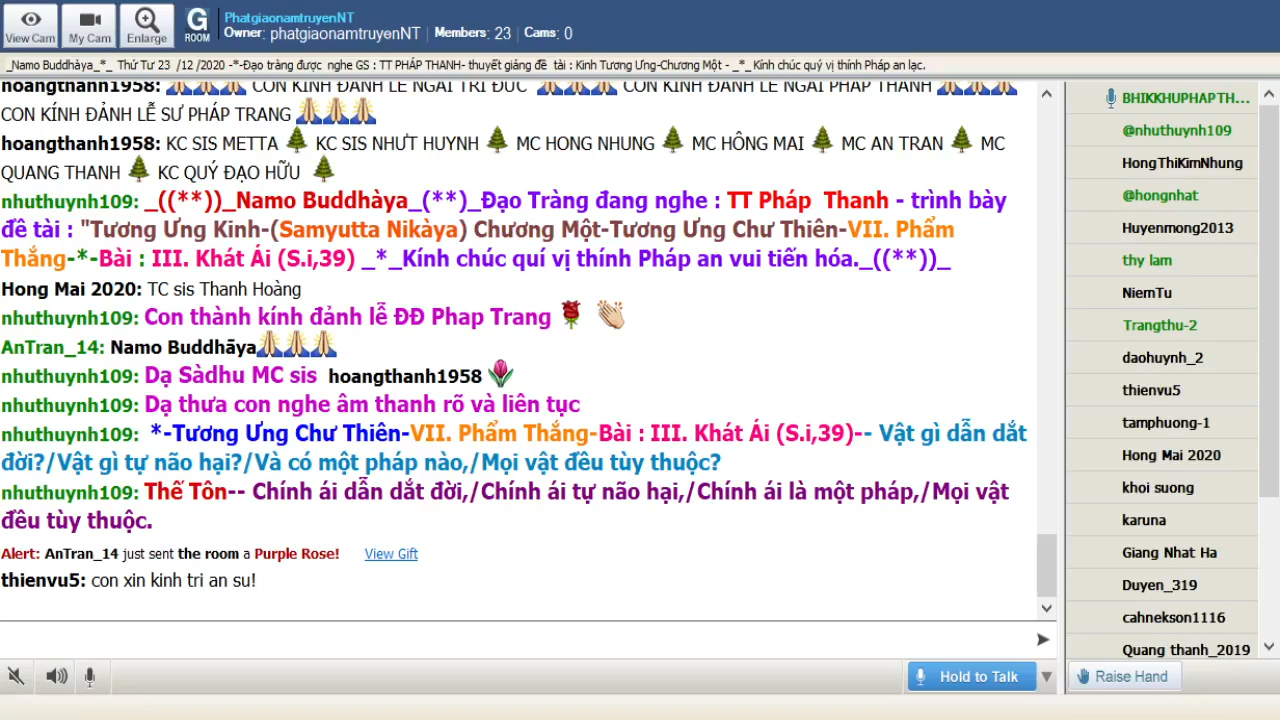 View Cam
My Cam
Enlarge
G
ROOM
PhatgiaonamtruyenNT
Owner: phatgiaonamtruyenNT | Members: 23 | Cams: 0
_Namo Buddhàya_*_ Thứ Tư 23 /12 /2020 -*-Đạo tràng được nghe GS : TT PHÁP THANH- thuyết giảng đề tài : Kinh Tương Ưng-Chương Một - _*_Kính chúc quý vị thính Pháp an lạc.
hoangthanh1958: 🙏🙏🙏 CON KÍNH ĐẢNH LỄ NGÀI TRÍ ĐỨC 🙏🙏🙏 CON KÍNH ĐẢNH LỄ NGÀI PHÁP THANH 🙏🙏🙏
CON KÍNH ĐẢNH LỄ SƯ PHÁP TRANG 🙏🙏🙏
hoangthanh1958: KC SIS METTA 🌲 KC SIS NHƯT HUYNH 🌲 MC HONG NHUNG 🌲 MC HÔNG MAI 🌲 MC AN TRAN 🌲 MC
QUANG THANH 🌲 KC QUÝ ĐẠO HỮU 🌲
nhuthuynh109: _((**))_Namo Buddhàya_(**)_Đạo Tràng đang nghe : TT Pháp Thanh - trình bày
đề tài : "Tương Ưng Kinh-(Samyutta Nikàya) Chương Một-Tương Ưng Chư Thiên-VII. Phẩm
Thắng-*-Bài : III. Khát Ái (S.i,39) _*_Kính chúc quí vị thính Pháp an vui tiến hóa._((**))_
Hong Mai 2020: TC sis Thanh Hoàng
nhuthuynh109: Con thành kính đảnh lễ ĐĐ Phap Trang 🌹 👏
AnTran_14: Namo Buddhāya🙏🙏🙏
nhuthuynh109: Dạ Sàdhu MC sis hoangthanh1958 🌷
nhuthuynh109: Dạ thưa con nghe âm thanh rõ và liên tục
nhuthuynh109: *-Tương Ưng Chư Thiên-VII. Phẩm Thắng-Bài : III. Khát Ái (S.i,39)-- Vật gì dẫn dắt
đời?/Vật gì tự não hại?/Và có một pháp nào,/Mọi vật đều tùy thuộc?
nhuthuynh109: Thế Tôn-- Chính ái dẫn dắt đời,/Chính ái tự não hại,/Chính ái là một pháp,/Mọi vật
đều tùy thuộc.
Alert: AnTran_14 just sent the room a Purple Rose! View Gift
thienvu5: con xin kinh tri an su!
Hold to Talk
BHIKKHUPHAPTH...
@nhuthuynh109
HongThiKimNhung
@hongnhat
Huyenmong2013
thy lam
NiemTu
Trangthu-2
daohuynh_2
thienvu5
tamphuong-1
Hong Mai 2020
khoi suong
karuna
Giang Nhat Ha
Duyen_319
cahnekson1116
Quang thanh_2019
Raise Hand